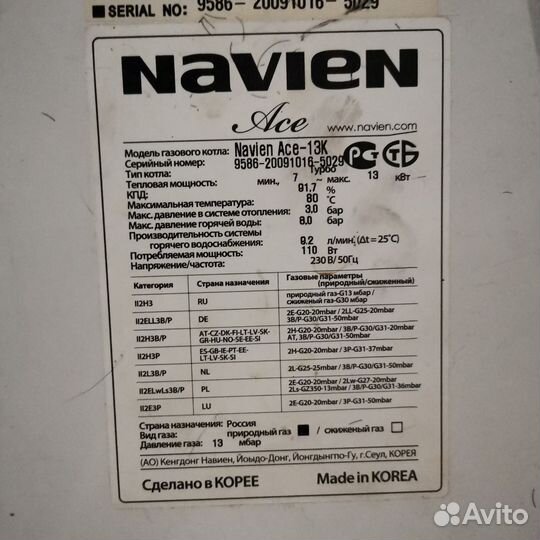 SERIAL NO: 9586-20091016-5029
NAVIEN
Ace www.navien.com
Модель газового котла: Navien Ace-13K
Серийный номер: 9586-20091016-5029
Тип котла: Турбо
Тепловая мощность: мин., 7 ~ макс. 13 кВт
КПД: 91.7 %
Максимальная температура: 80 °C
Макс. давление в системе отопления: 3.0 бар
Макс. давление горячей воды: 8.0 бар
Производительность системы
горячего водоснабжения: 9.2 л/мин. (Δt = 25°C)
Потребляемая мощность: 110 Вт
Напряжение/частота: 230 В/50Гц
Категория Страна назначения Газовые параметры
(природный/сжиженный)
II2H3 RU природный газ-G13 мбар /
сжиженый газ-G30 мбар
II2ELL3B/P DE 2E-G20-20mbar / 2LL-G25-20mbar
3B/P-G30/G31-50mbar
II2H3B/P AT-CZ-DK-FI-LT-LV-SK-
GR-HU-NO-SE-EE-SI 2H-G20-20mbar / 3B/P-G30/G31-20mbar
AT, 3B/P-G30/G31-50mbar
II2H3P ES-GB-IE-PT-EE-
LT-LV-SK-SI 2H-G20-20mbar / 3P-G31-37mbar
II2L3B/P NL 2L-G25-25mbar / 3B/P-G30/G31-50mbar
II2ELwLs3B/P PL 2E-G20-20mbar / 2Lw-G27-20mbar
2Ls-GZ350-13mbar / 3B/P-G30/G31-36mbar
II2E3P LU 2E-G20-20mbar / 3P-G31-50mbar
Страна назначения: Россия
Вид газа: природный газ / сжиженый газ
Давление газа: 13 мбар
(АО) Кенгдонг Навиен, Йоыдо-Донг, Йонгдынгпо-Гу, г.Сеул, КОРЕЯ
Сделано в КОРЕЕ Made in KOREA
Avito